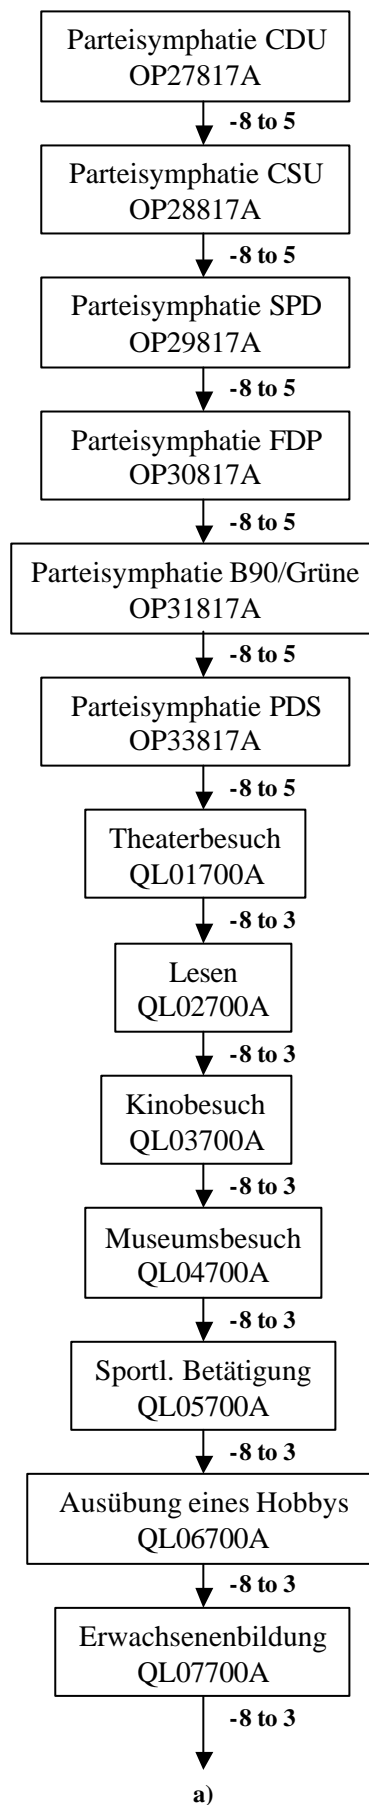 Parteisymphatie CDU
OP27817A
-8 to 5
Parteisymphatie CSU
OP28817A
-8 to 5
Parteisymphatie SPD
OP29817A
-8 to 5
Parteisymphatie FDP
OP30817A
-8 to 5
Parteisymphatie B90/Grüne
OP31817A
-8 to 5
Parteisymphatie PDS
OP33817A
-8 to 5
Theaterbesuch
QL01700A
-8 to 3
Lesen
QL02700A
-8 to 3
Kinobesuch
QL03700A
-8 to 3
Museumsbesuch
QL04700A
-8 to 3
Sportl. Betätigung
QL05700A
-8 to 3
Ausübung eines Hobbys
QL06700A
-8 to 3
Erwachsenenbildung
QL07700A
-8 to 3
a)